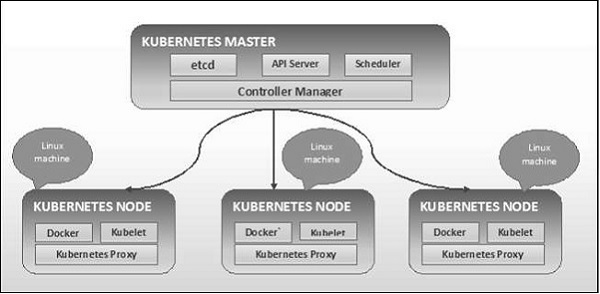 KUBERNETES MASTER
etcd
API Server
Scheduler
Controller Manager
Linux
machine
Linux
machine
Linux
machine
KUBERNETES NODE
Docker
Kubelet
Kubernetes Proxy
KUBERNETES NODE
Docker`
Kubelet
Kubernetes Proxy
KUBERNETES NODE
Docker
Kubelet
Kubernetes Proxy